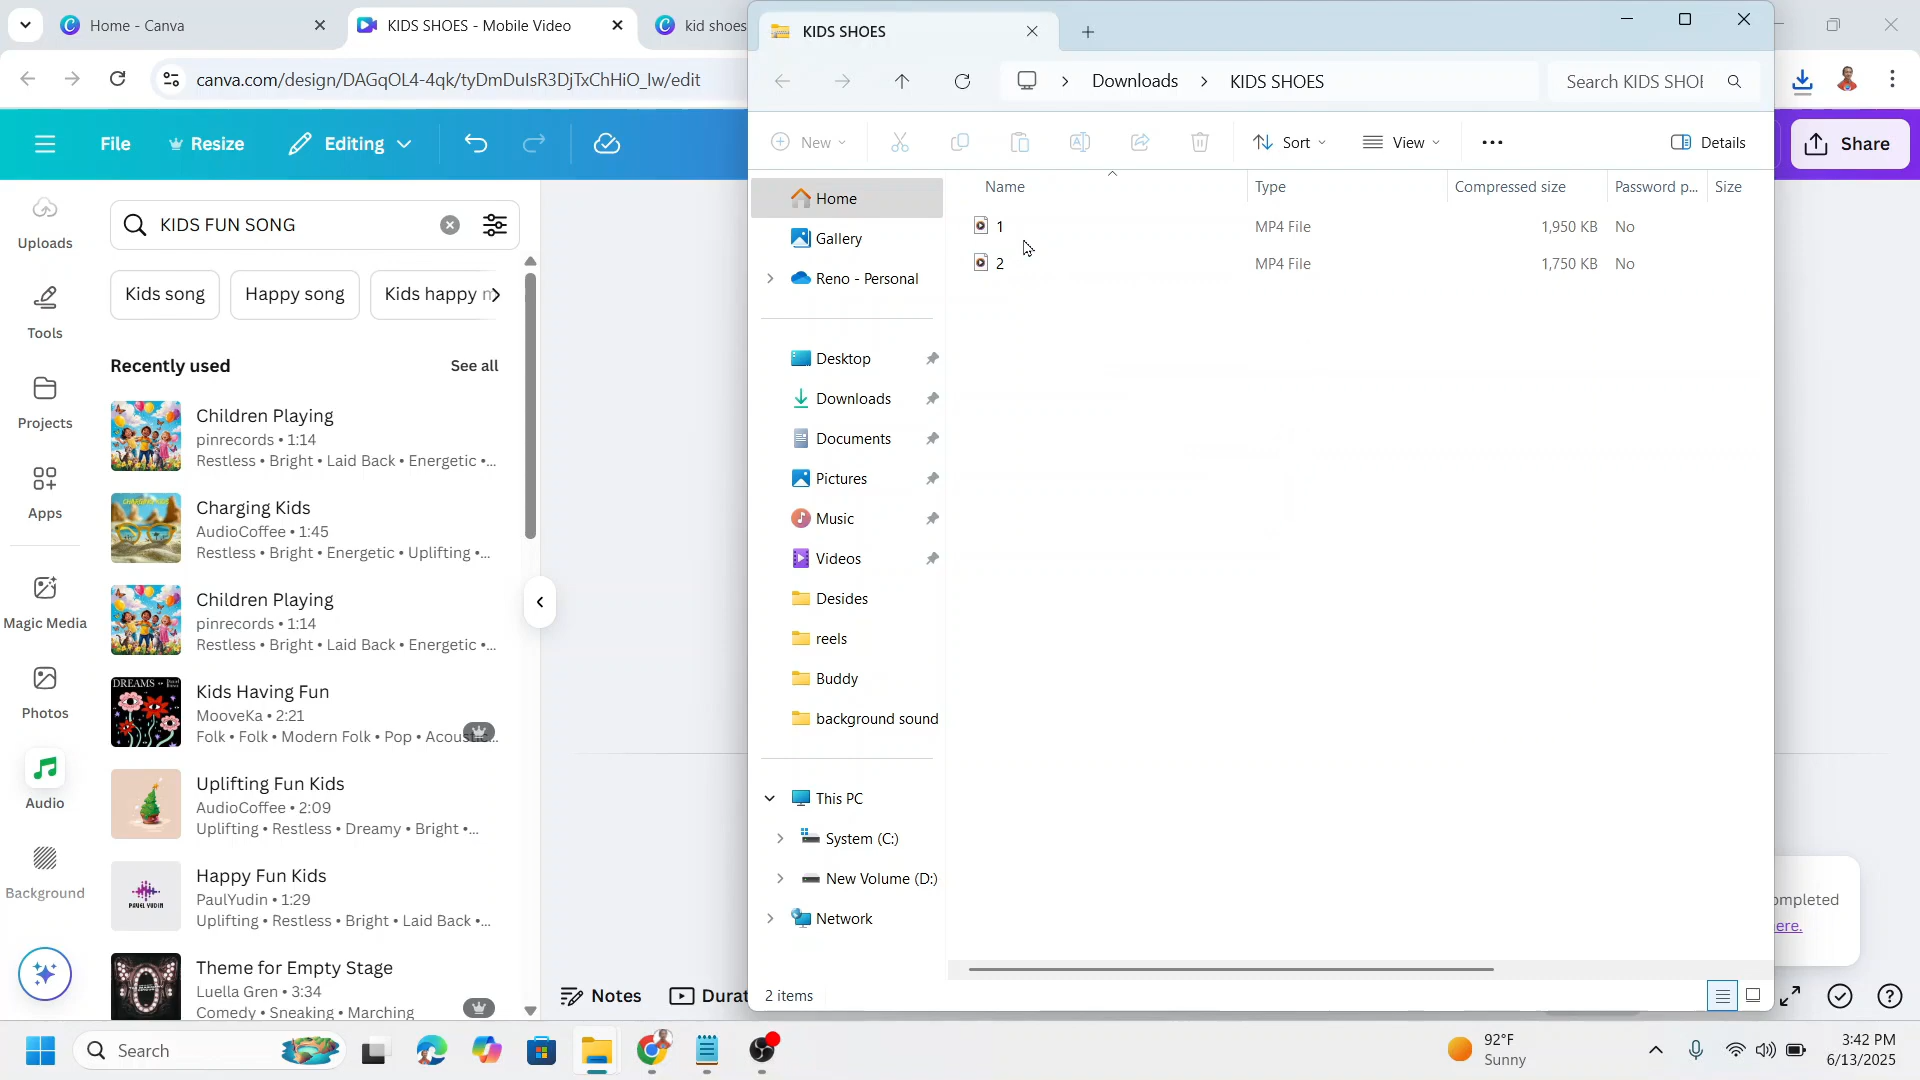 Home - Canva
KIDS SHOES - Mobile Video
kid shoes
canva.com/design/DAGqOL4-4qk/tyDmDulsR3DjTxChHiO_Iw/edit
File
Resize
Editing
Share
Uploads
Tools
Projects
Apps
Magic Media
Photos
Audio
Background
KIDS FUN SONG
Kids song
Happy song
Kids happy
Recently used
See all
Children Playing
pinrecords • 1:14
Restless • Bright • Laid Back • Energetic •...
CHARGING KIDS
Charging Kids
AudioCoffee • 1:45
Restless • Bright • Energetic • Uplifting •...
Children Playing
pinrecords • 1:14
Restless • Bright • Laid Back • Energetic •...
DREAMS
Kids Having Fun
MooveKa • 2:21
Folk • Folk • Modern Folk • Pop • Acoustic...
Uplifting Fun Kids
AudioCoffee • 2:09
Uplifting • Restless • Dreamy • Bright •...
PAVEL YUDIN
Happy Fun Kids
PaulYudin • 1:29
Uplifting • Restless • Bright • Laid Back •...
Theme for Empty Stage
Luella Gren • 3:34
Comedy • Sneaking • Marching
Notes
Durat
KIDS SHOES
Downloads
KIDS SHOES
Search KIDS SHOE
New
Sort
View
Details
Home
Gallery
Reno - Personal
Desktop
Downloads
Documents
Pictures
Music
Videos
Desides
reels
Buddy
background sound
This PC
System (C:)
New Volume (D:)
Network
Name
Type
Compressed size
Password p...
Size
1
MP4 File
1,950 KB
No
2
MP4 File
1,750 KB
No
2 items
ompleted
ere.
Search
92°F
Sunny
3:42 PM
6/13/2025